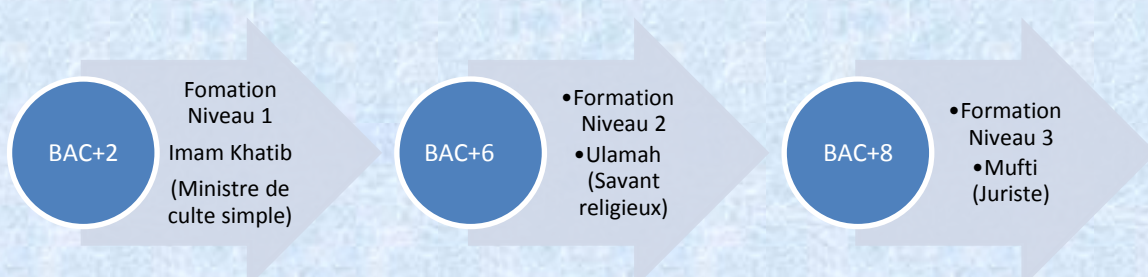 BAC+2
Fomation
Niveau 1
Imam Khatib
(Ministre de
culte simple)
BAC+6
•Formation
Niveau 2
•Ulamah
(Savant
religieux)
BAC+8
•Formation
Niveau 3
•Mufti
(Juriste)